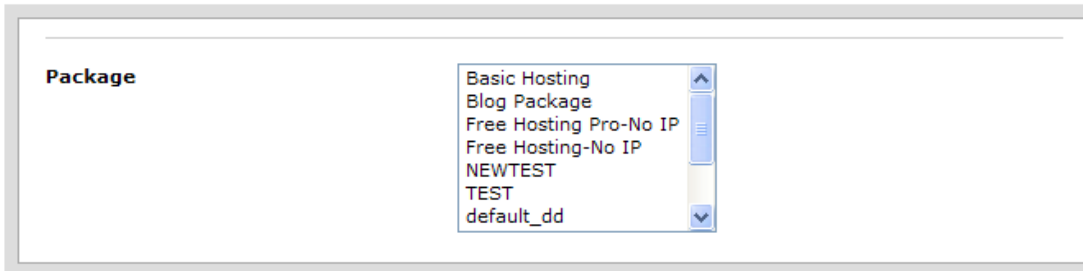 Package
Basic Hosting
Blog Package
Free Hosting Pro-No IP
Free Hosting-No IP
NEWTEST
TEST
default_dd